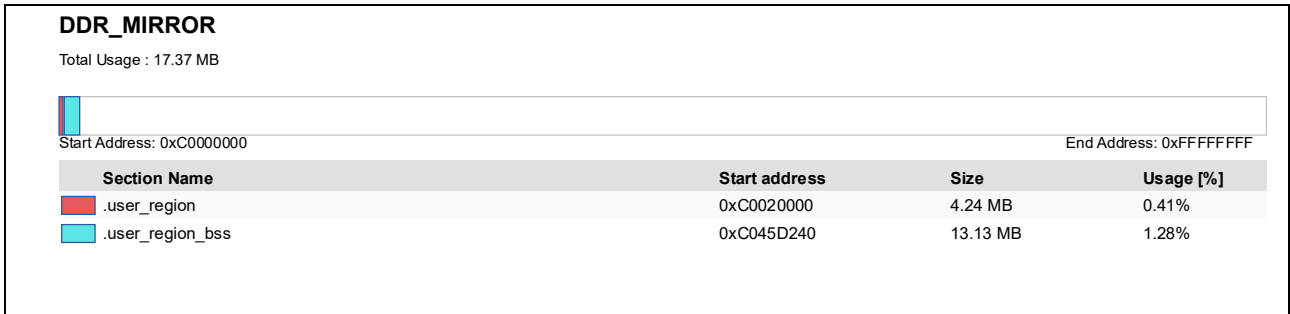 DDR_MIRROR
Total Usage : 17.37 MB
Start Address: 0xC0000000 End Address: 0xFFFFFFFF
Section Name Start address Size Usage [%]
.user_region 0xC0020000 4.24 MB 0.41%
.user_region_bss 0xC045D240 13.13 MB 1.28%